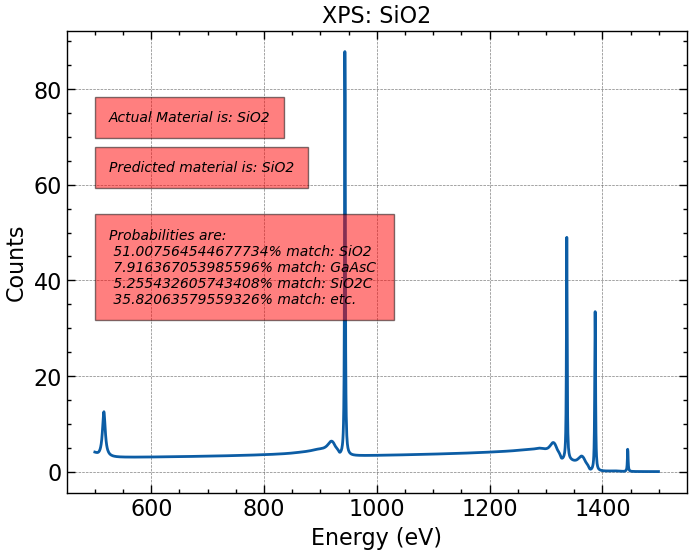 XPS: SiO2
Actual Material is: SiO2
Predicted material is: SiO2
Probabilities are:
51.007564544677734% match: SiO2
7.916367053985596% match: GaAsC
5.255432605743408% match: SiO2C
35.82063579559326% match: etc.
Counts
80
60
40
20
0
600
800
1000
1200
1400
Energy (eV)